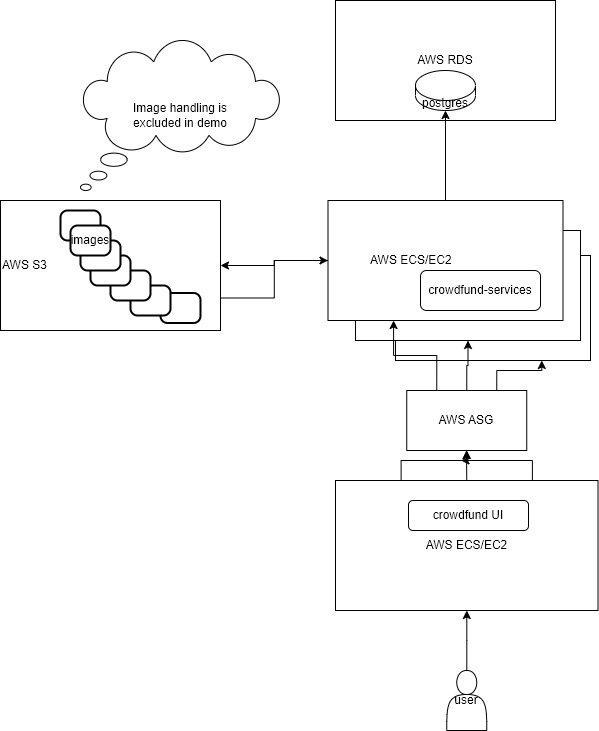 AWS RDS
postgres
Image handling is
excluded in demo
images
AWS S3
AWS ECS/EC2
crowdfund-services
AWS ASG
crowdfund UI
AWS ECS/EC2
user